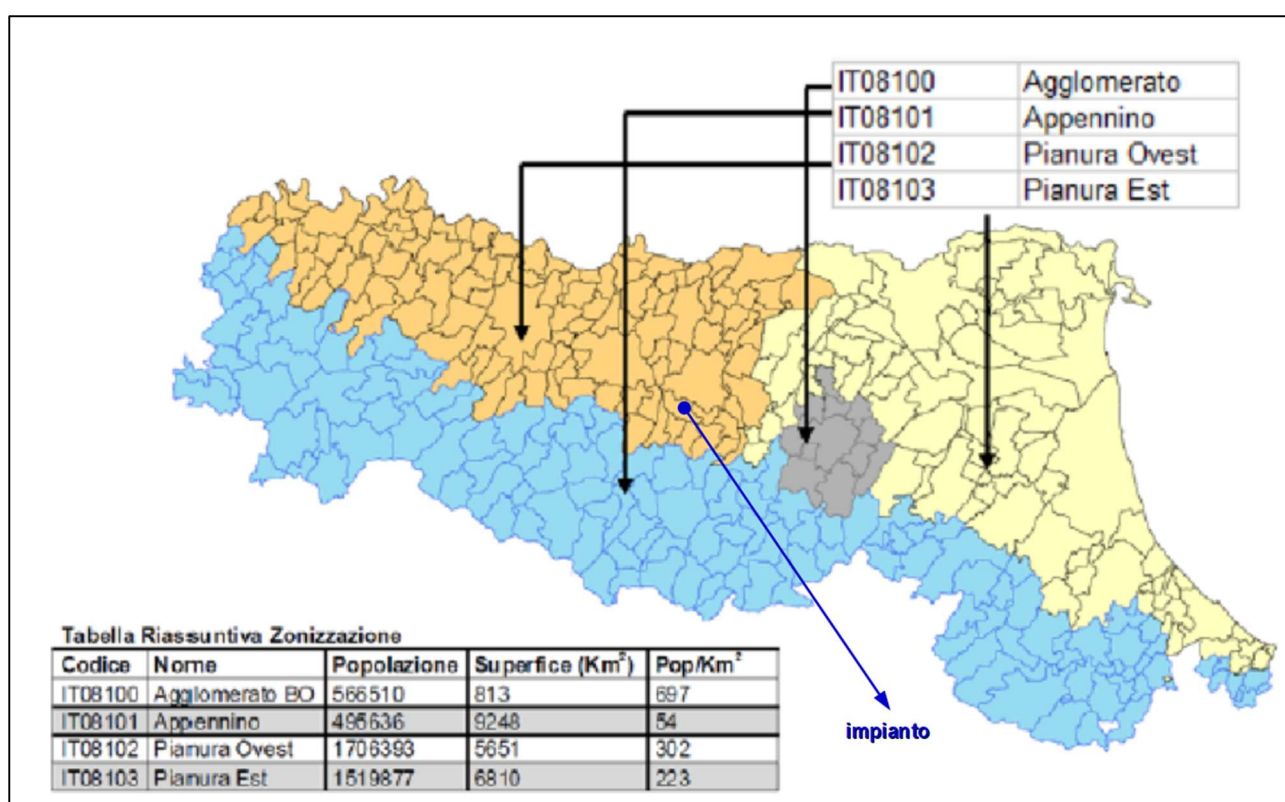 IT08100 Agglomerato
IT08101 Appennino
IT08102 Pianura Ovest
IT08103 Pianura Est
impianto
Tabella Riassuntiva Zonizzazione
Codice Nome Popolazione Superfice (Km²) Pop/Km²
IT08100 Agglomerato BO 566510 813 697
IT08101 Appennino 495636 9248 54
IT08102 Pianura Ovest 1706393 5651 302
IT08103 Pianura Est 1519877 6810 223